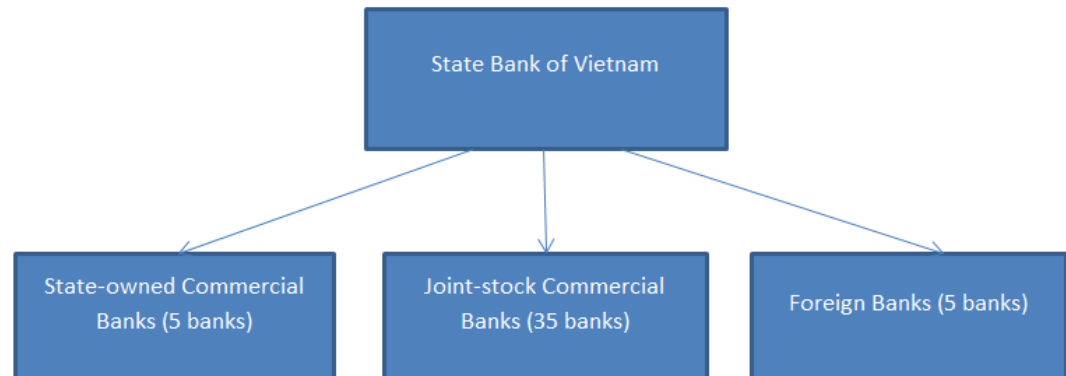 State Bank of Vietnam
State-owned Commercial
Banks (5 banks)
Joint-stock Commercial
Banks (35 banks)
Foreign Banks (5 banks)